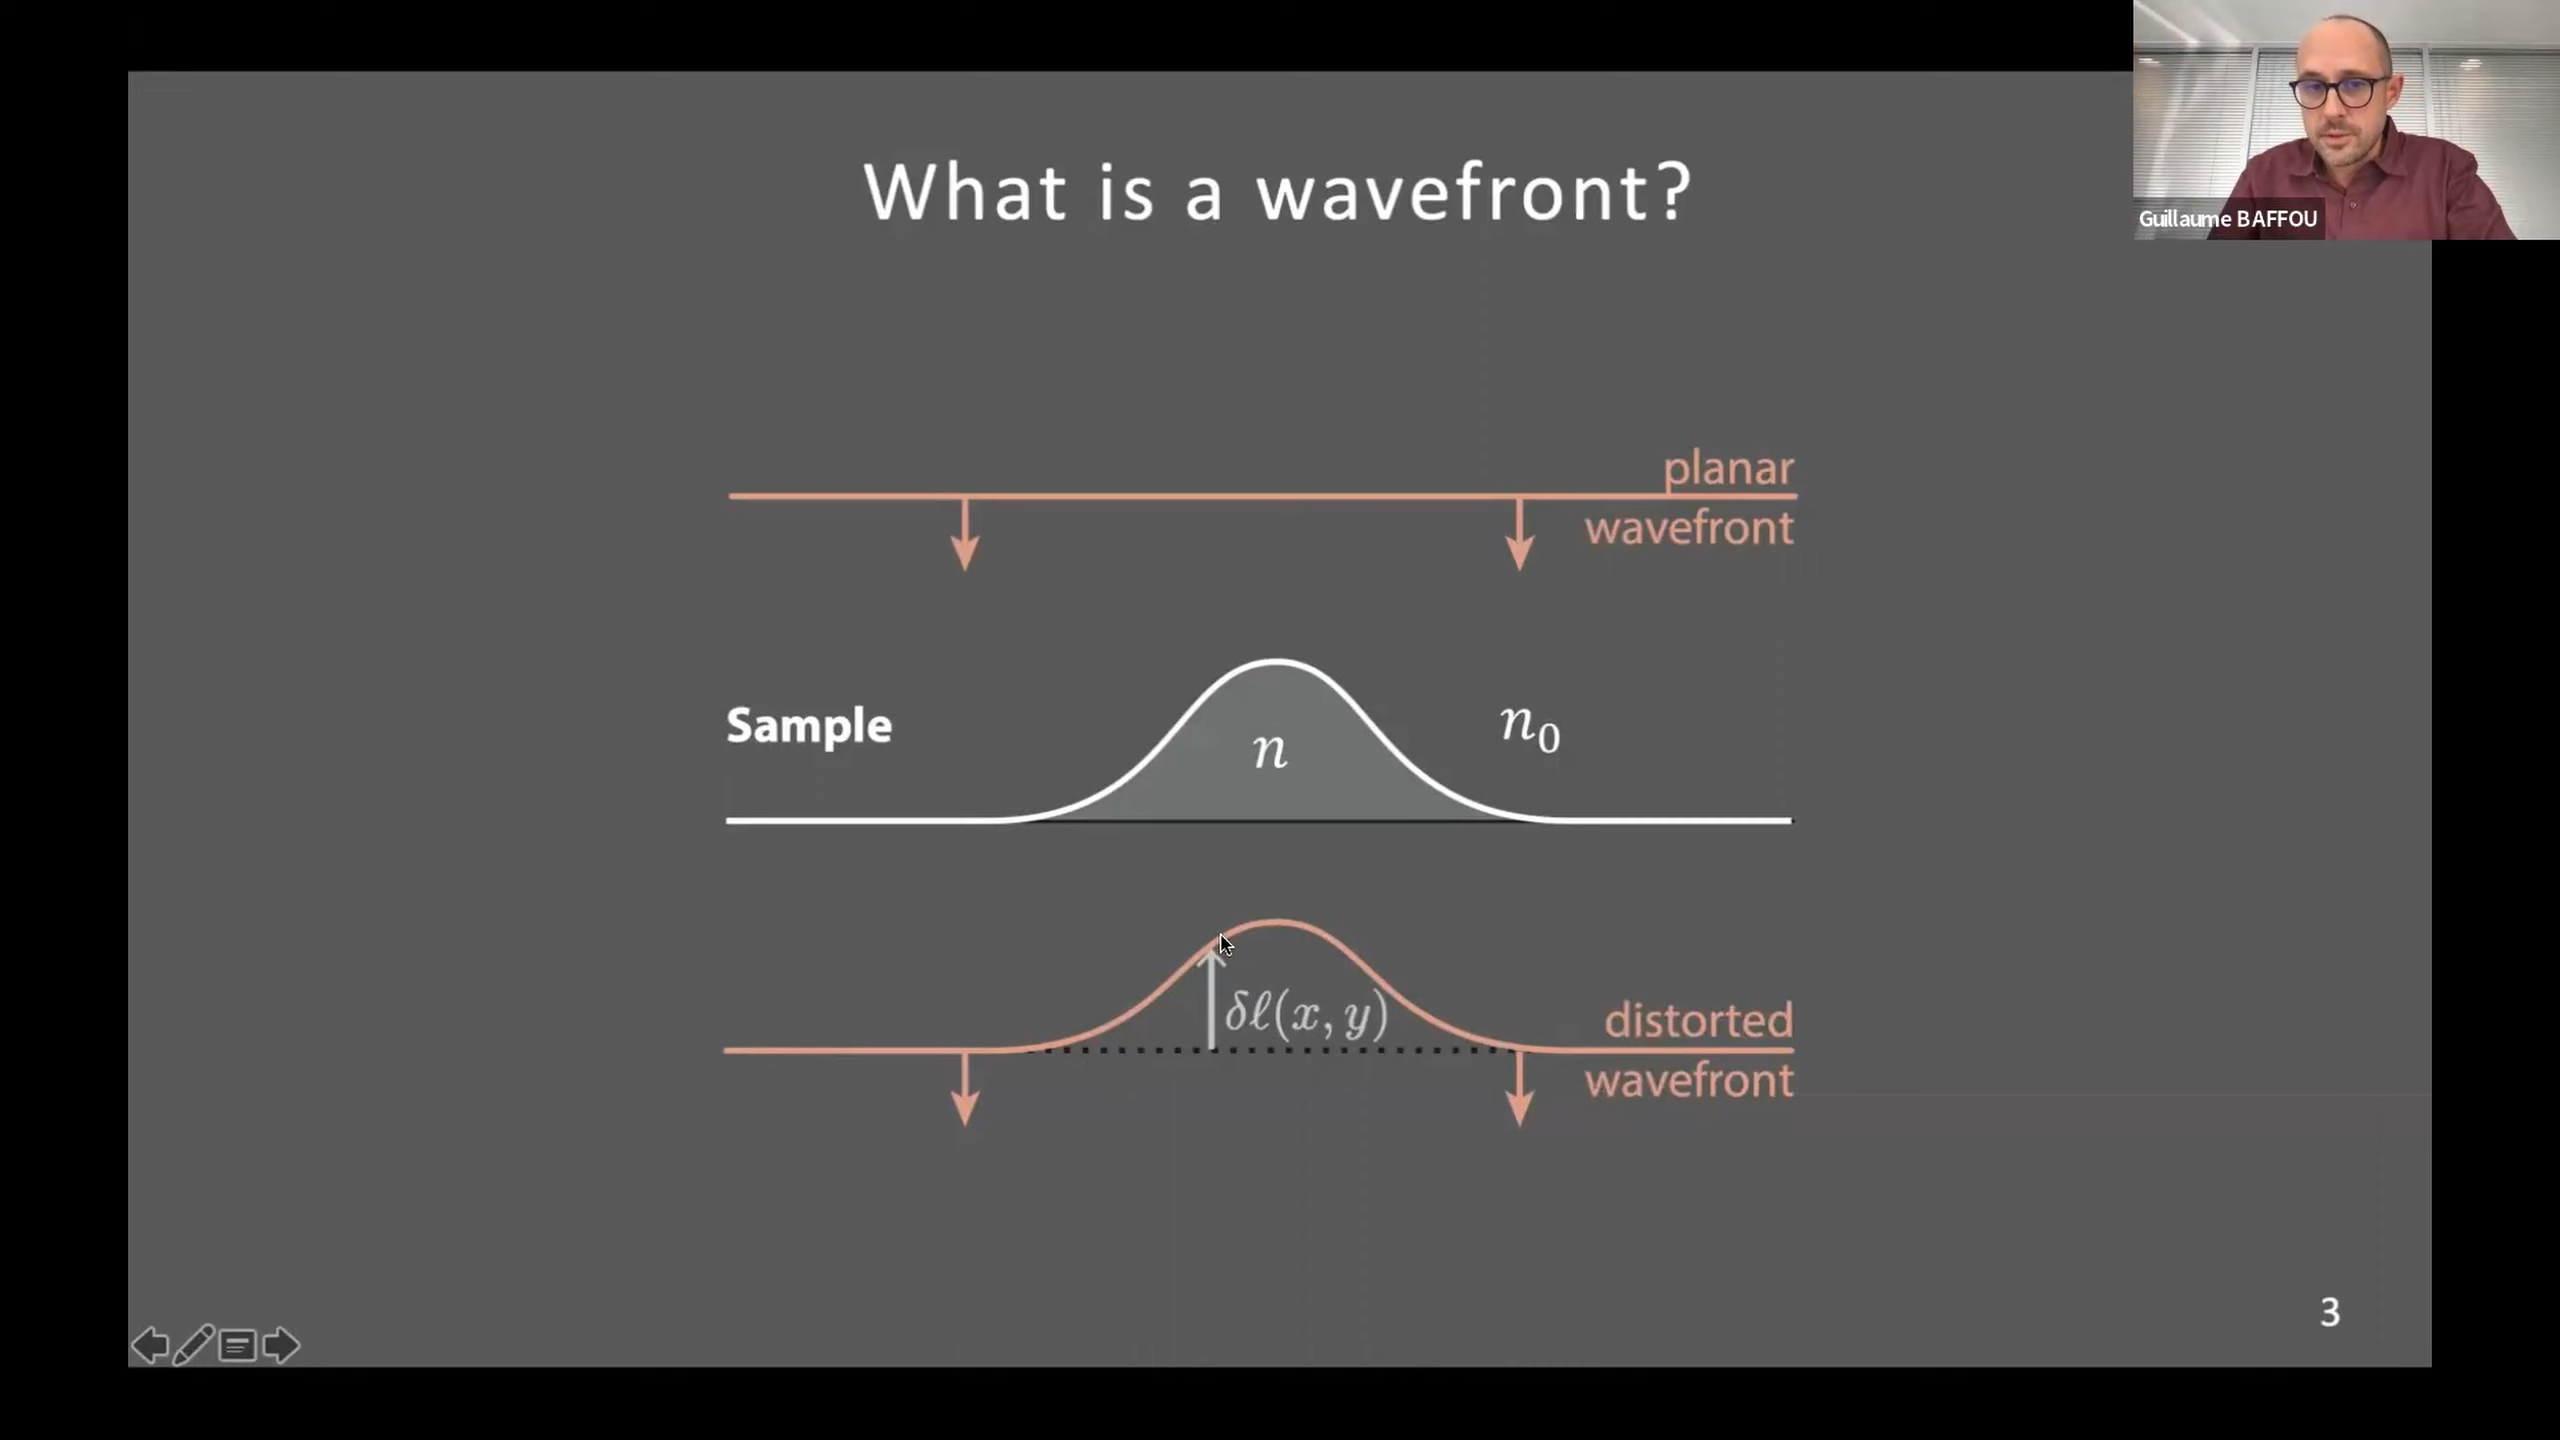 Guillaume BAFFOU
What is a wavefront?
planar
wavefront
Sample
n
n₀
δℓ(x, y)
distorted
wavefront
3